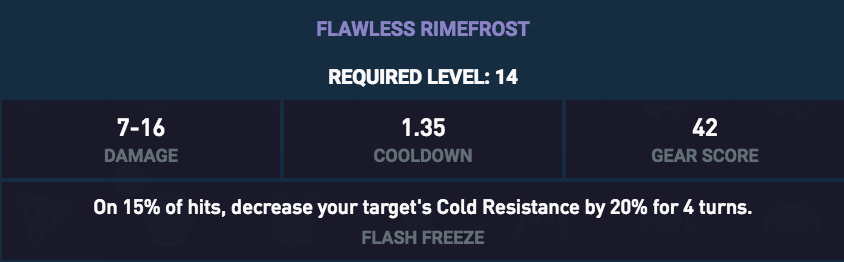 FLAWLESS RIMEFROST
REQUIRED LEVEL: 14
7-16 1.35 42
DAMAGE COOLDOWN GEAR SCORE
On 15% of hits, decrease your target's Cold Resistance by 20% for 4 turns.
FLASH FREEZE